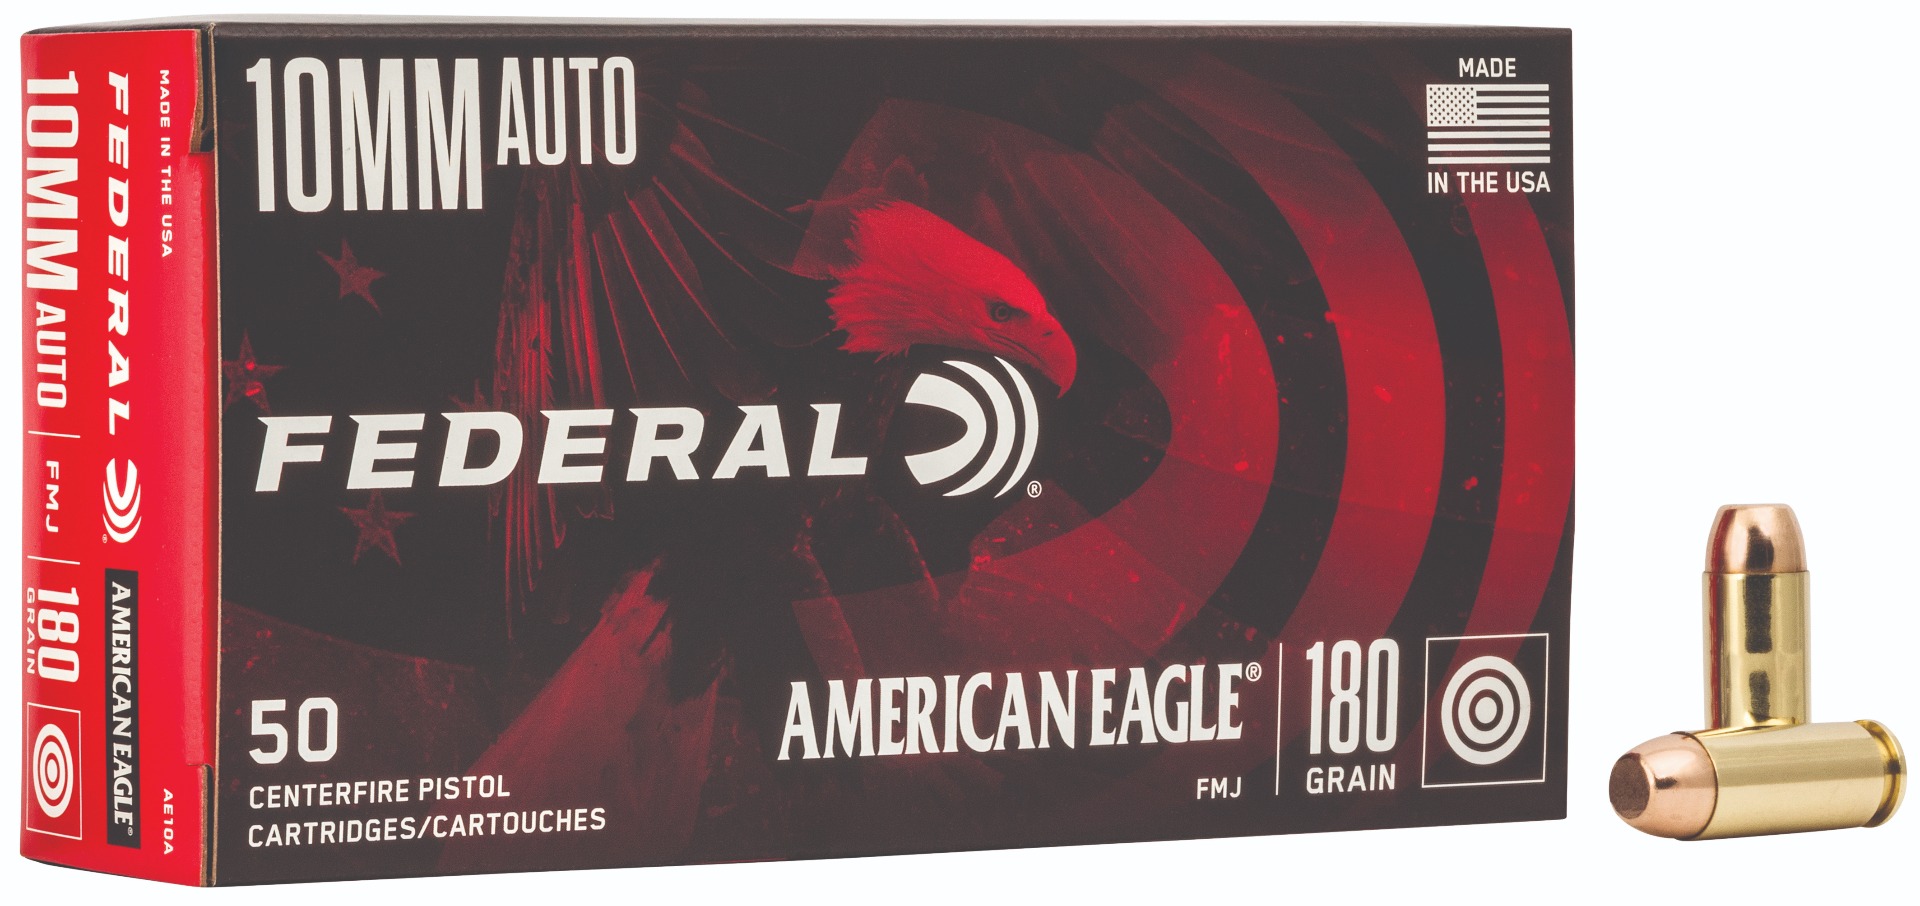 10MM AUTO
MADE
IN THE USA
FEDERAL®
50
CENTERFIRE PISTOL
CARTRIDGES/CARTOUCHES
AMERICAN EAGLE®
FMJ
180
GRAIN
MADE IN THE USA
FEDERAL®
AMERICAN EAGLE®
AE10A
10MM AUTO
FMJ
180
GRAIN